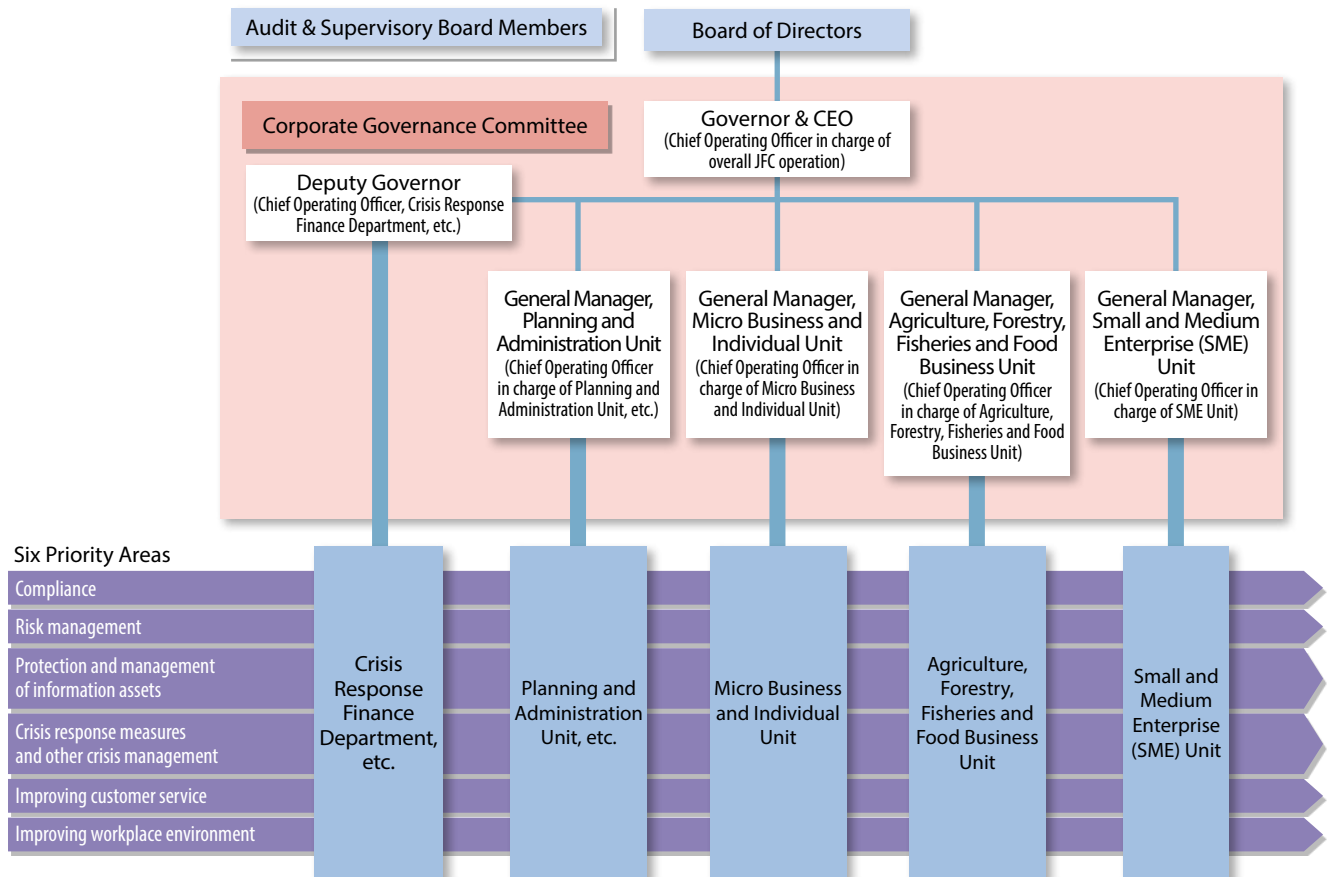 Audit & Supervisory Board Members
Board of Directors
Corporate Governance Committee
Governor & CEO
(Chief Operating Officer in charge of
overall JFC operation)
Deputy Governor
(Chief Operating Officer, Crisis Response
Finance Department, etc.)
General Manager,
Planning and
Administration Unit
(Chief Operating Officer
in charge of Planning and
Administration Unit, etc.)
General Manager,
Micro Business and
Individual Unit
(Chief Operating Officer in
charge of Micro Business
and Individual Unit)
General Manager,
Agriculture, Forestry,
Fisheries and Food
Business Unit
(Chief Operating Officer
in charge of Agriculture,
Forestry, Fisheries and Food
Business Unit)
General Manager,
Small and Medium
Enterprise (SME)
Unit
(Chief Operating Officer in
charge of SME Unit)
Six Priority Areas
Compliance
Risk management
Protection and management
of information assets
Crisis response measures
and other crisis management
Improving customer service
Improving workplace environment
Crisis
Response
Finance
Department,
etc.
Planning and
Administration
Unit, etc.
Micro Business
and Individual
Unit
Agriculture,
Forestry,
Fisheries and
Food Business
Unit
Small and
Medium
Enterprise
(SME) Unit